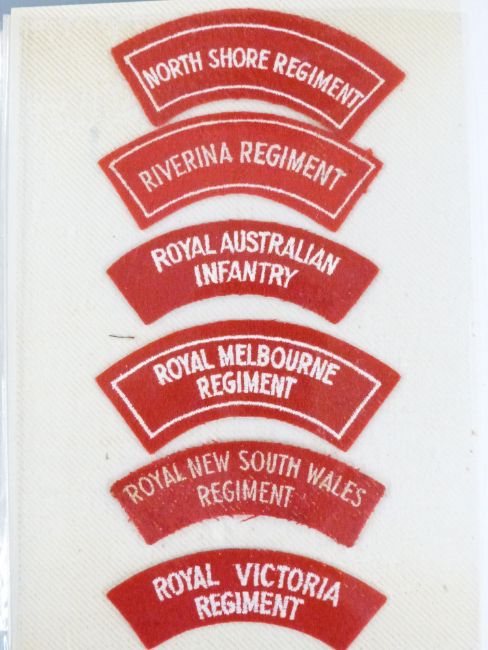 NORTH SHORE REGIMENT
RIVERINA REGIMENT
ROYAL AUSTRALIAN
INFANTRY
ROYAL MELBOURNE
REGIMENT
ROYAL NEW SOUTH WALES
REGIMENT
ROYAL VICTORIA
REGIMENT